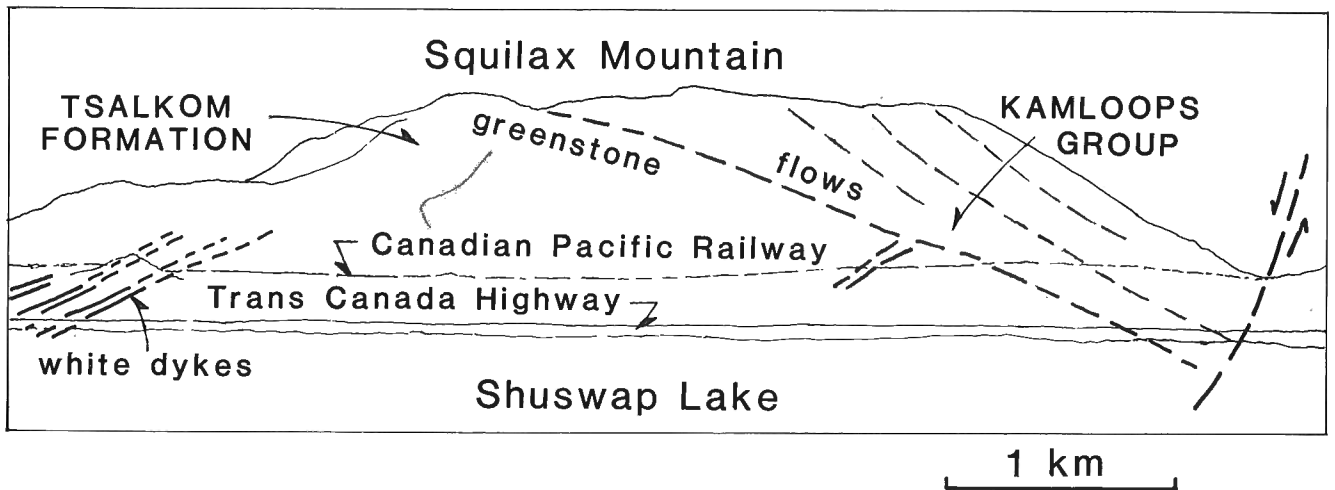 Squilax Mountain
TSALKOM
FORMATION
KAMLOOPS
GROUP
greenstone
flows
Canadian Pacific Railway
Trans Canada Highway
white dykes
Shuswap Lake
1 km